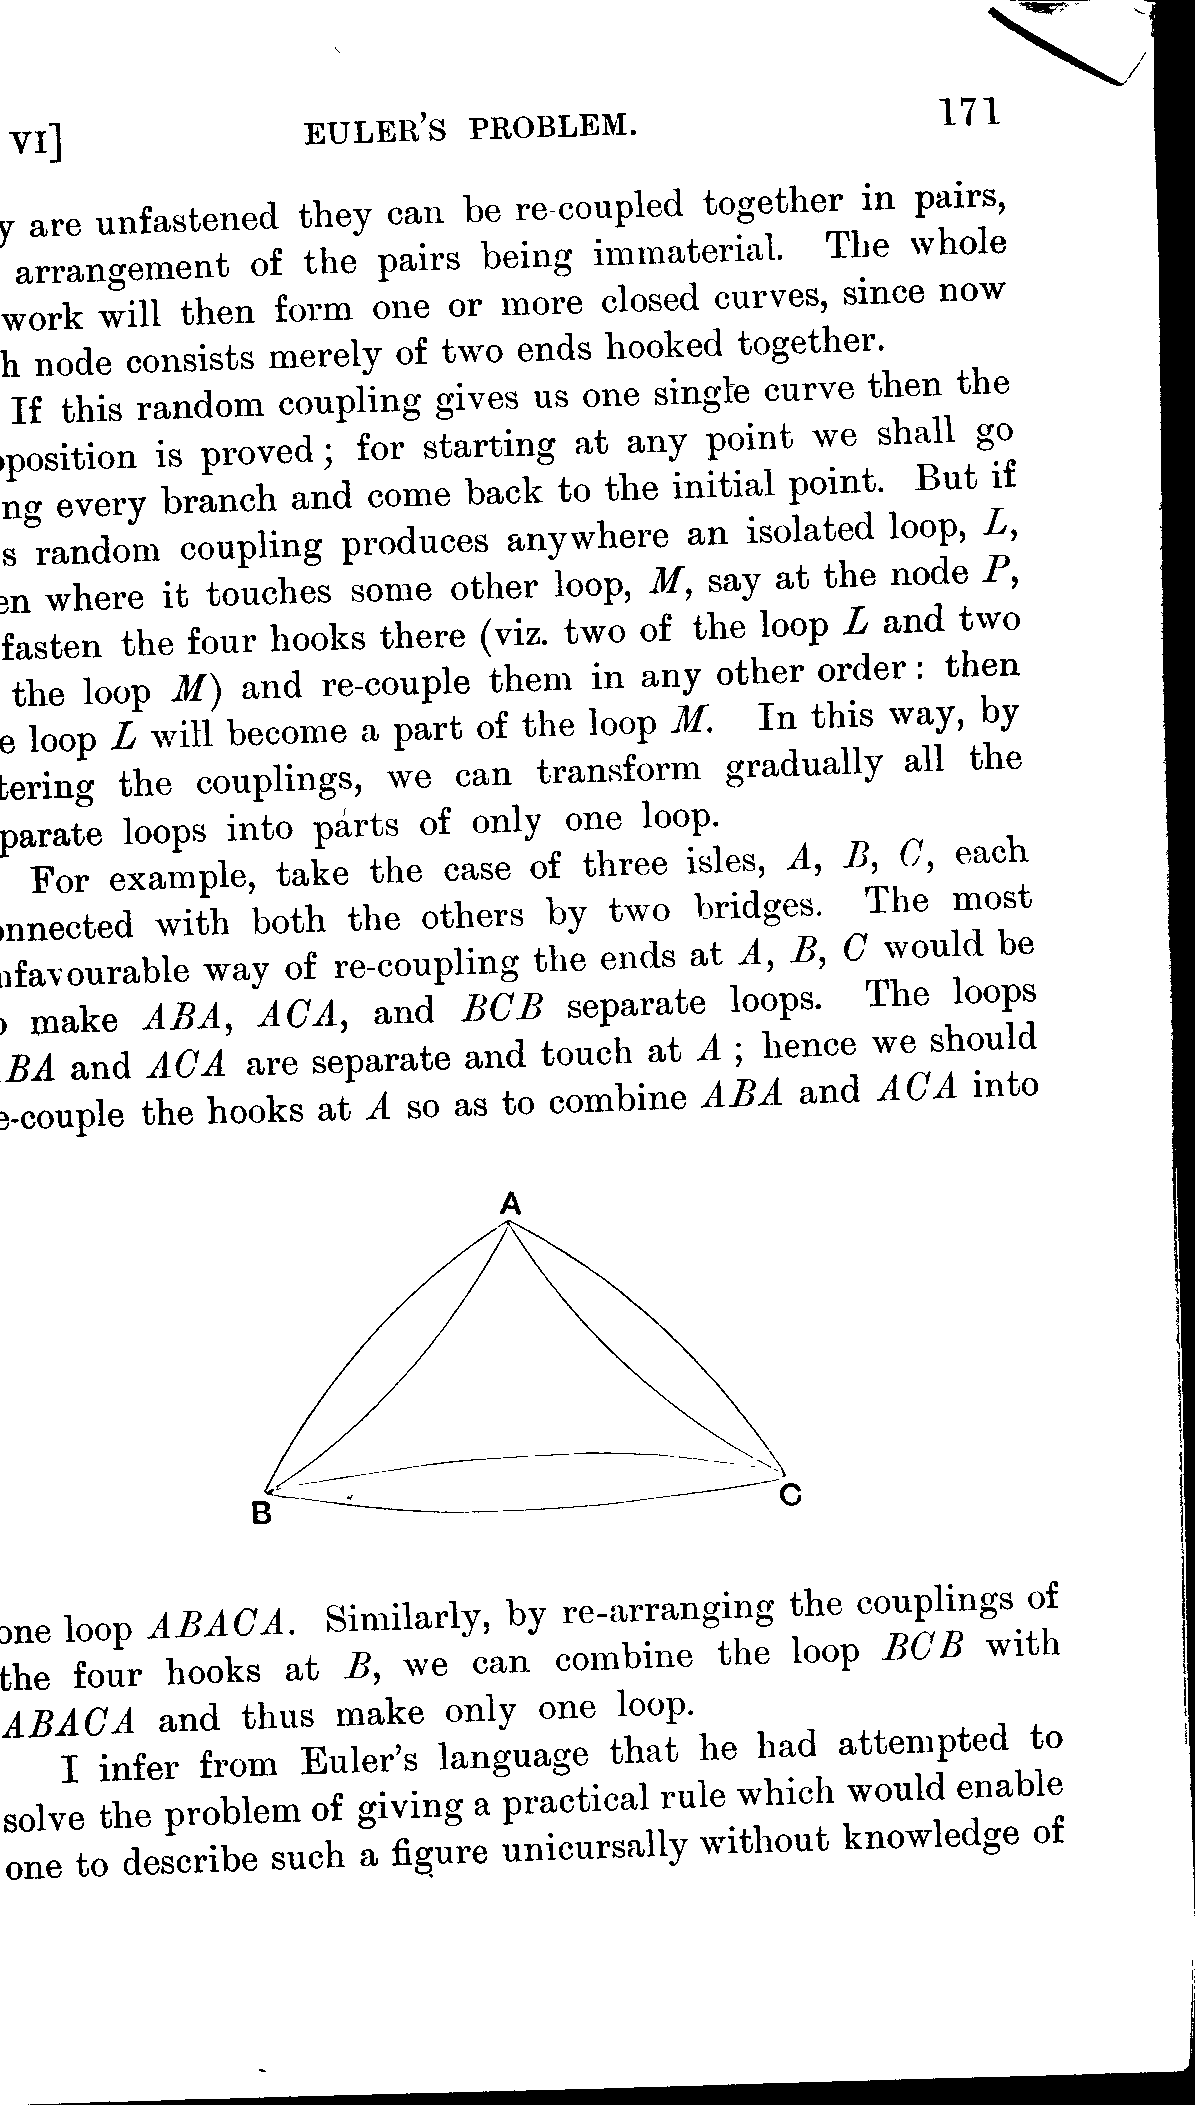 VI] EULER'S PROBLEM. 171
y are unfastened they can be re-coupled together in pairs,
arrangement of the pairs being immaterial. The whole
work will then form one or more closed curves, since now
h node consists merely of two ends hooked together.
If this random coupling gives us one single curve then the
position is proved; for starting at any point we shall go
ng every branch and come back to the initial point. But if
s random coupling produces anywhere an isolated loop, L,
en where it touches some other loop, M, say at the node P,
fasten the four hooks there (viz. two of the loop L and two
the loop M) and re-couple them in any other order: then
e loop L will become a part of the loop M. In this way, by
tering the couplings, we can transform gradually all the
parate loops into parts of only one loop.
For example, take the case of three isles, A, B, C, each
onnected with both the others by two bridges. The most
nfavourable way of re-coupling the ends at A, B, C would be
o make ABA, ACA, and BCB separate loops. The loops
BA and ACA are separate and touch at A; hence we should
e-couple the hooks at A so as to combine ABA and ACA into
A
B
C
one loop ABACA. Similarly, by re-arranging the couplings of
the four hooks at B, we can combine the loop BCB with
ABACA and thus make only one loop.
I infer from Euler's language that he had attempted to
solve the problem of giving a practical rule which would enable
one to describe such a figure unicursally without knowledge of